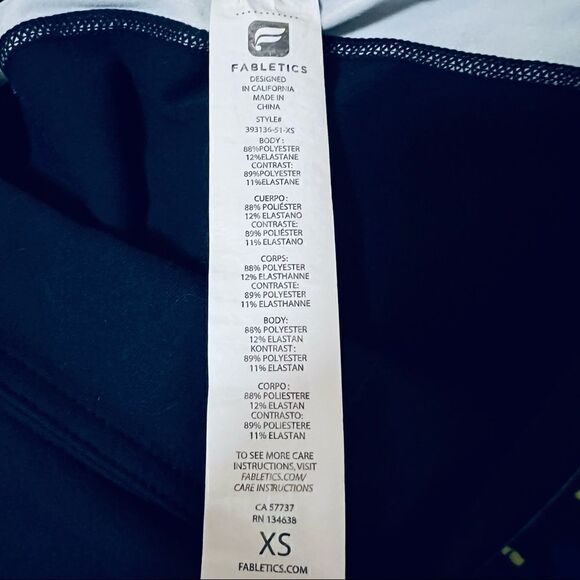 FABLETICS
DESIGNED
IN CALIFORNIA
MADE IN
CHINA
STYLE#
393136-51-XS
BODY:
88%POLYESTER
12%ELASTANE
CONTRAST:
89%POLYESTER
11%ELASTANE
CUERPO:
88% POLIÉSTER
12% ELASTANO
CONTRASTE:
89% POLIÉSTER
11% ELASTANO
CORPS:
88% POLYESTER
12% ELASTHANNE
CONTRASTE:
89% POLYESTER
11% ELASTHANNE
BODY:
88% POLYESTER
12% ELASTAN
KONTRAST:
89% POLYESTER
11% ELASTAN
CORPO:
88% POLIESTERE
12% ELASTAN
CONTRASTO:
89% POLIESTERE
11% ELASTAN
TO SEE MORE CARE
INSTRUCTIONS, VISIT
FABLETICS.COM/
CARE INSTRUCTIONS
CA 57737
RN 134638
XS
FABLETICS.COM